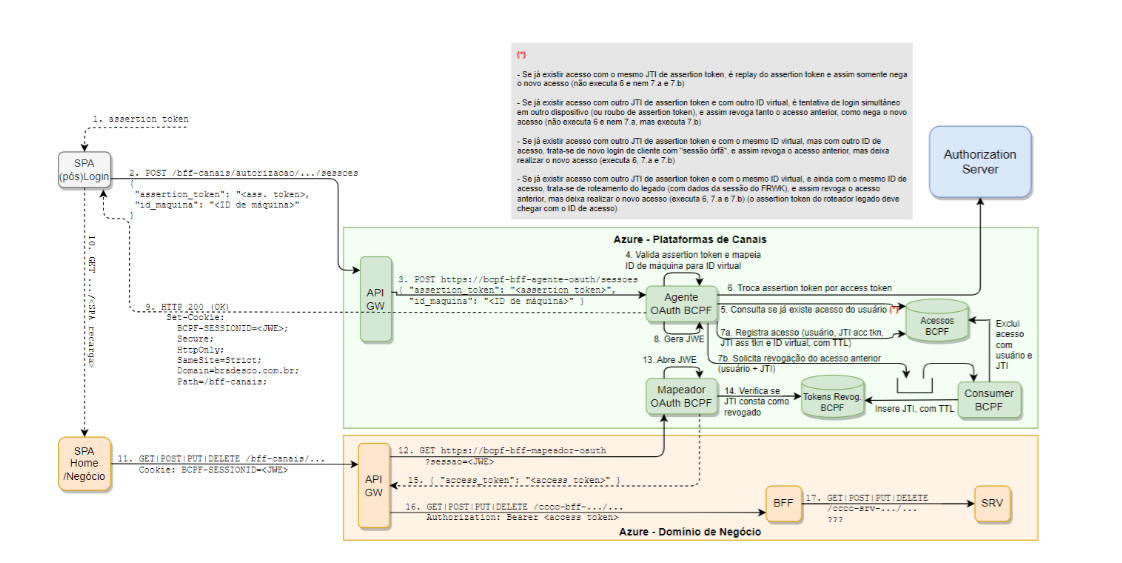 (*)
- Se já existir acesso com o mesmo JTI de assertion token, é replay do assertion token e assim somente nega
o novo acesso (não executa 6 e nem 7.a e 7.b)
- Se já existir acesso com outro JTI de assertion token e com outro ID virtual, é tentativa de login simultâneo
em outro dispositivo (ou roubo de assertion token), e assim revoga tanto o acesso anterior, como nega o novo
acesso (não executa 6 e nem 7.a, mas executa 7.b)
- Se já existir acesso com outro JTI de assertion token e com o mesmo ID virtual, mas com outro ID de
acesso, trata-se de novo login de cliente com "sessão órfã", e assim revoga o acesso anterior, mas deixa
realizar o novo acesso (executa 6, 7.a e 7.b)
- Se já existir acesso com outro JTI de assertion token e com o mesmo ID virtual, e ainda com o mesmo ID de
acesso, trata-se de roteamento do legado (com dados da sessão do FRWK), e assim revoga o acesso
anterior, mas deixa realizar o novo acesso (executa 6, 7.a e 7.b) (o assertion token do roteador legado deve
chegar com o ID de acesso)
1. assertion token
SPA
(pós)Login
2. POST /bff-canais/autorizacao/.../sessoes
{
"assertion_token": "<ass. token>,
"id_maquina": "<ID de máquina>"
}
Authorization
Server
Azure - Plataformas de Canais
4. Valida assertion token e mapeia
ID de máquina para ID virtual
API
GW
3. POST https://bcpf-bff-agente-oauth/sessoes
{ "assertion_token": "<assertion token>",
"id_maquina": "<ID de máquina>" }
Agente
OAuth BCPF
6. Troca assertion token por access token
5. Consulta se já existe acesso do usuário (*)
7a. Registra acesso (usuário, JTI acc tkn,
JTI ass tkn e ID virtual, com TTL)
Acessos
BCPF
Exclui
acesso
com
usuário e
JTI
8. Gera JWE
7b. Solicita revogação do acesso anterior
(usuário + JTI)
9. HTTP 200 (OK)
Set-Cookie:
BCPF-SESSIONID=<JWE>;
Secure;
HttpOnly;
SameSite=Strict;
Domain=bradesco.com.br;
Path=/bff-canais;
10. GET .../<SPA recarga>
13. Abre JWE
Mapeador
OAuth BCPF
14. Verifica se
JTI consta como
revogado
Tokens Revog.
BCPF
Insere JTI, com TTL
Consumer
BCPF
SPA
Home
/Negócio
11. GET|POST|PUT|DELETE /bff-canais/...
Cookie: BCPF-SESSIONID=<JWE>
API
GW
12. GET https://bcpf-bff-mapeador-oauth
?sessao=<JWE>
15. { "access_token": "<access token>" }
16. GET|POST|PUT|DELETE /cccc-bff-.../...
Authorization: Bearer <access token>
BFF
17. GET|POST|PUT|DELETE
/cccc-srv-.../...
???
SRV
Azure - Domínio de Negócio